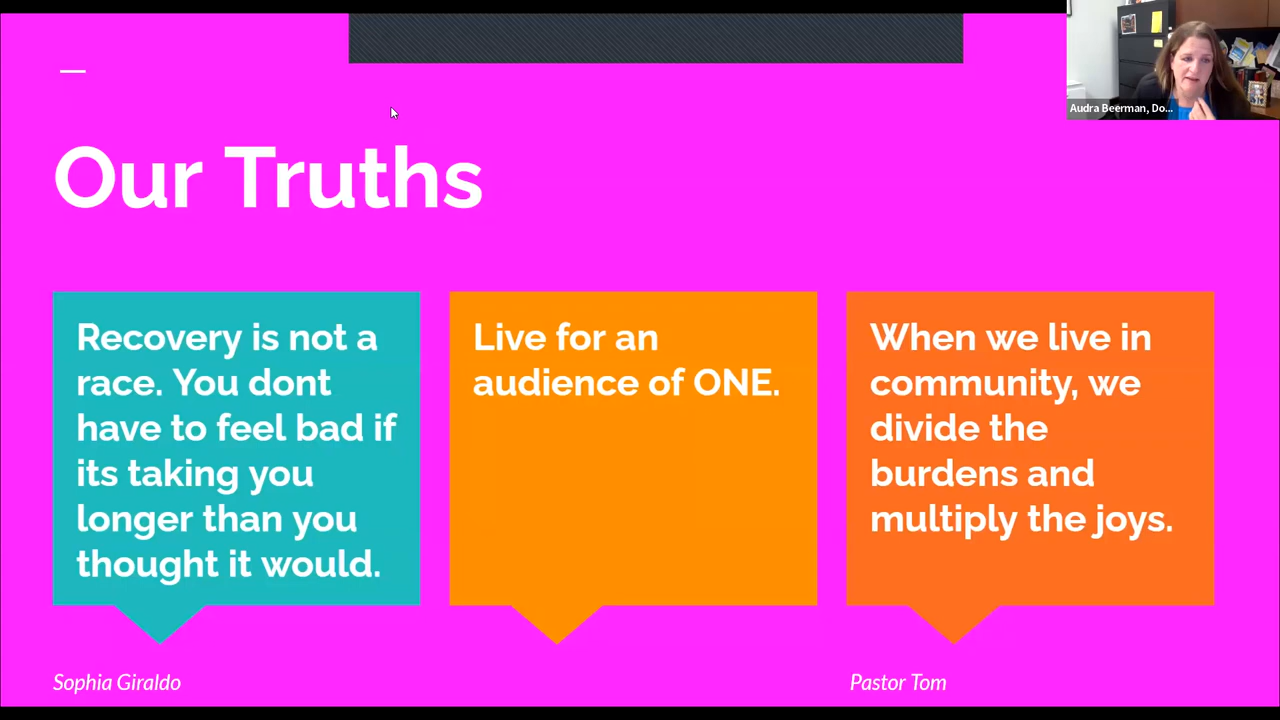 Audra Beerman, Do...
Our Truths
Recovery is not a
race. You dont
have to feel bad if
its taking you
longer than you
thought it would.
Live for an
audience of ONE.
When we live in
community, we
divide the
burdens and
multiply the joys.
Sophia Giraldo
Pastor Tom